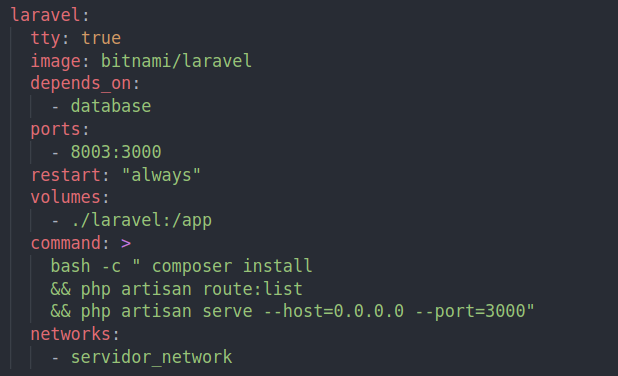 laravel:
  tty: true
  image: bitnami/laravel
  depends_on:
    - database
  ports:
    - 8003:3000
  restart: "always"
  volumes:
    - ./laravel:/app
  command: >
    bash -c " composer install
    && php artisan route:list
    && php artisan serve --host=0.0.0.0 --port=3000"
  networks:
    - servidor_network